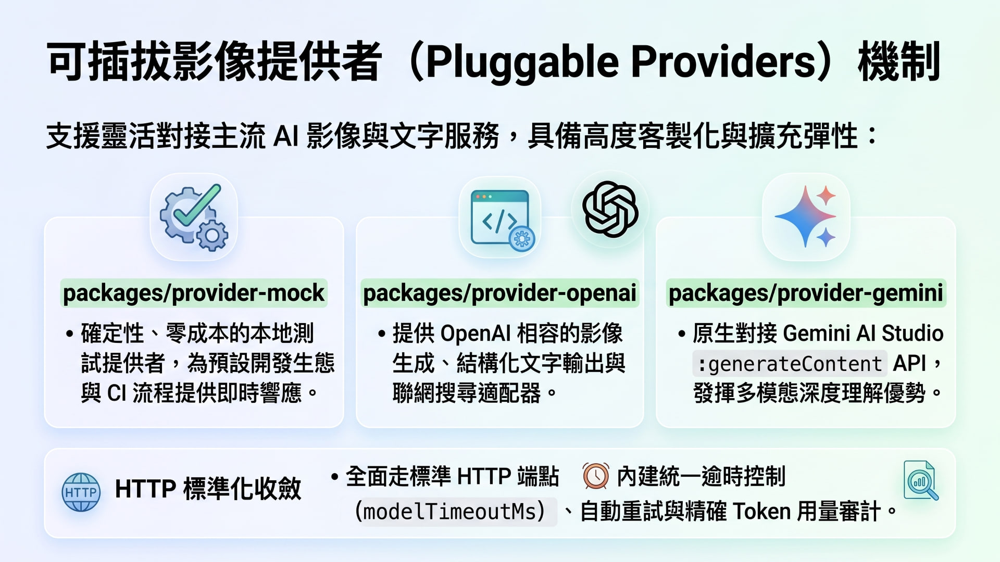 可插拔影像提供者（Pluggable Providers）機制
支援靈活對接主流 AI 影像與文字服務，具備高度客製化與擴充彈性：
packages/provider-mock
• 確定性、零成本的本地測
試提供者，為預設開發生態
與 CI 流程提供即時響應。
packages/provider-openai
• 提供 OpenAI 相容的影像
生成、結構化文字輸出與
聯網搜尋適配器。
packages/provider-gemini
• 原生對接 Gemini AI Studio
:generateContent API，
發揮多模態深度理解優勢。
HTTP
HTTP 標準化收斂
• 全面走標準 HTTP 端點 內建統一逾時控制
（modelTimeoutMs）、自動重試與精確 Token 用量審計。